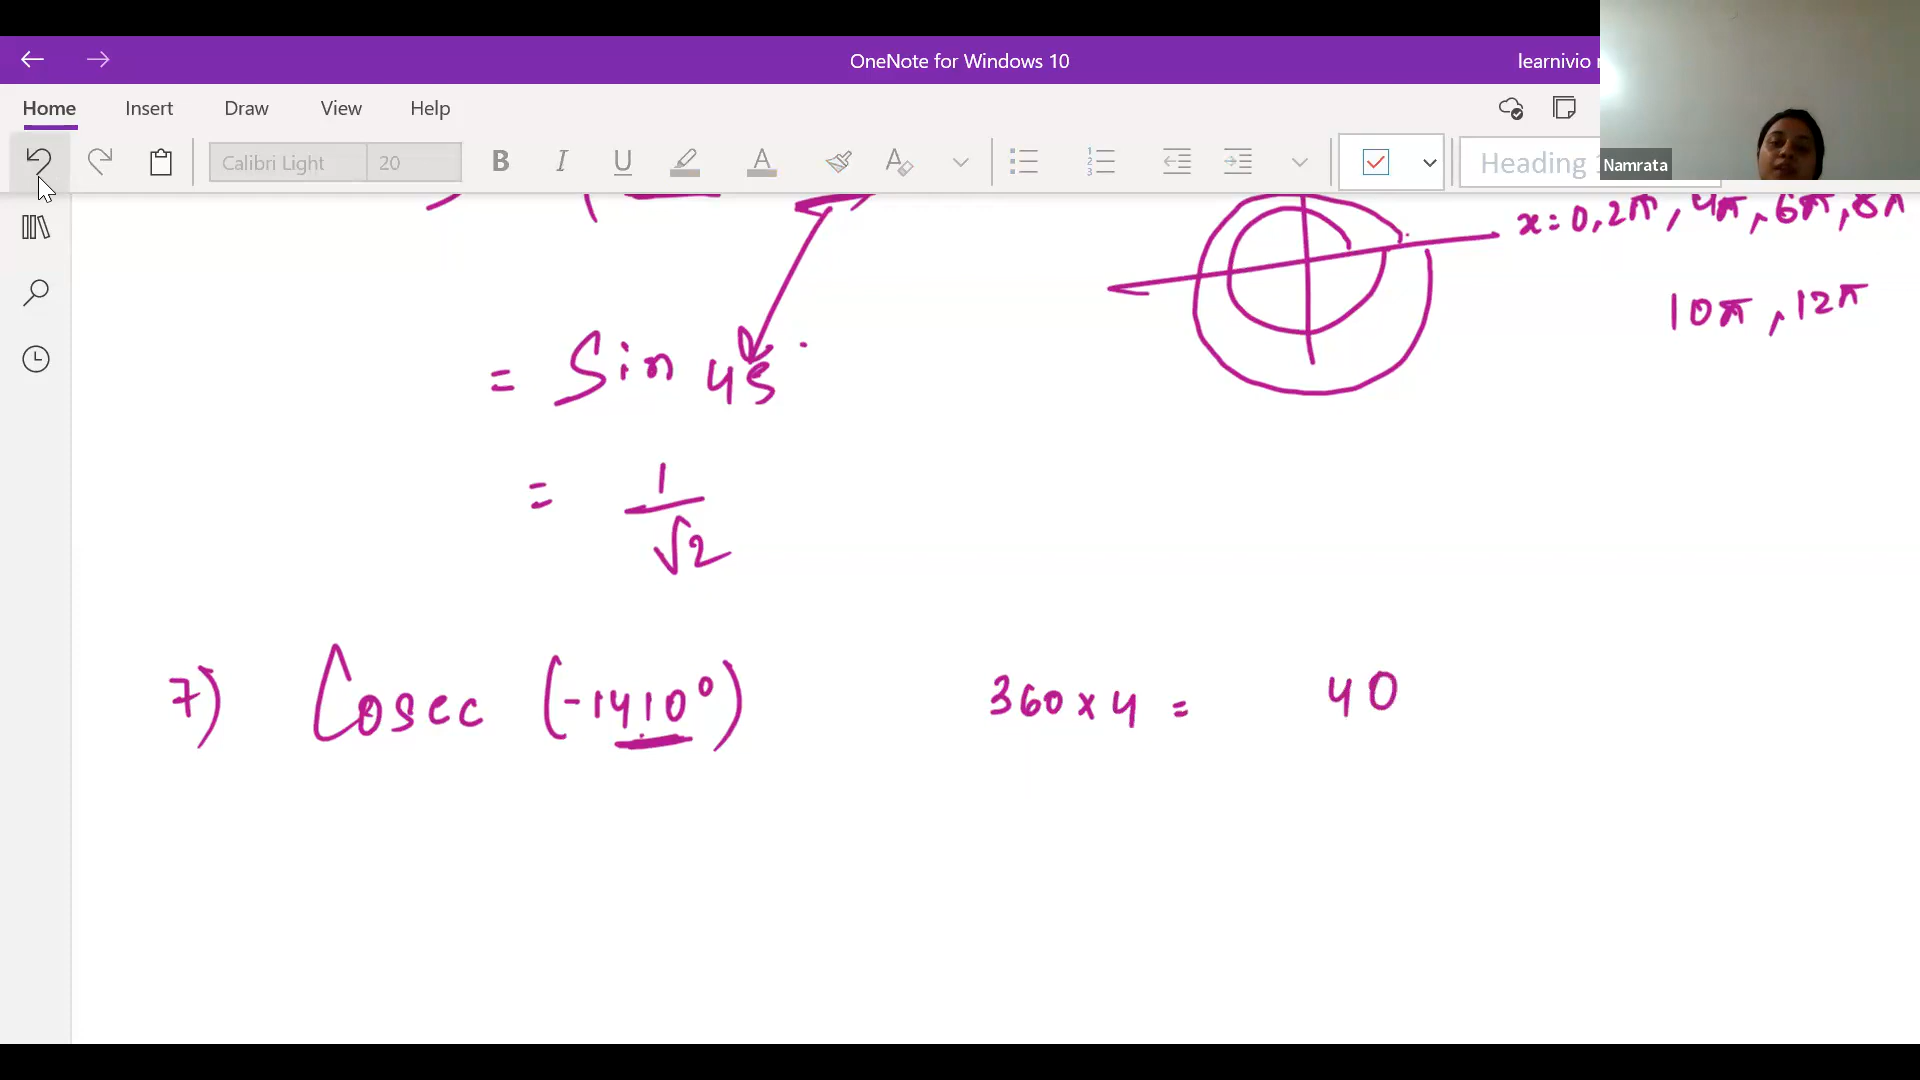 OneNote for Windows 10
learnivio
Home Insert Draw View Help
Calibri Light 20 B I U A A Heading
Namrata
x=0,2π, 4π, 6π, 8π
10π, 12π
= Sin 45
= 1
√2
7) Cosec (-1410°) 360 x 4 = 40